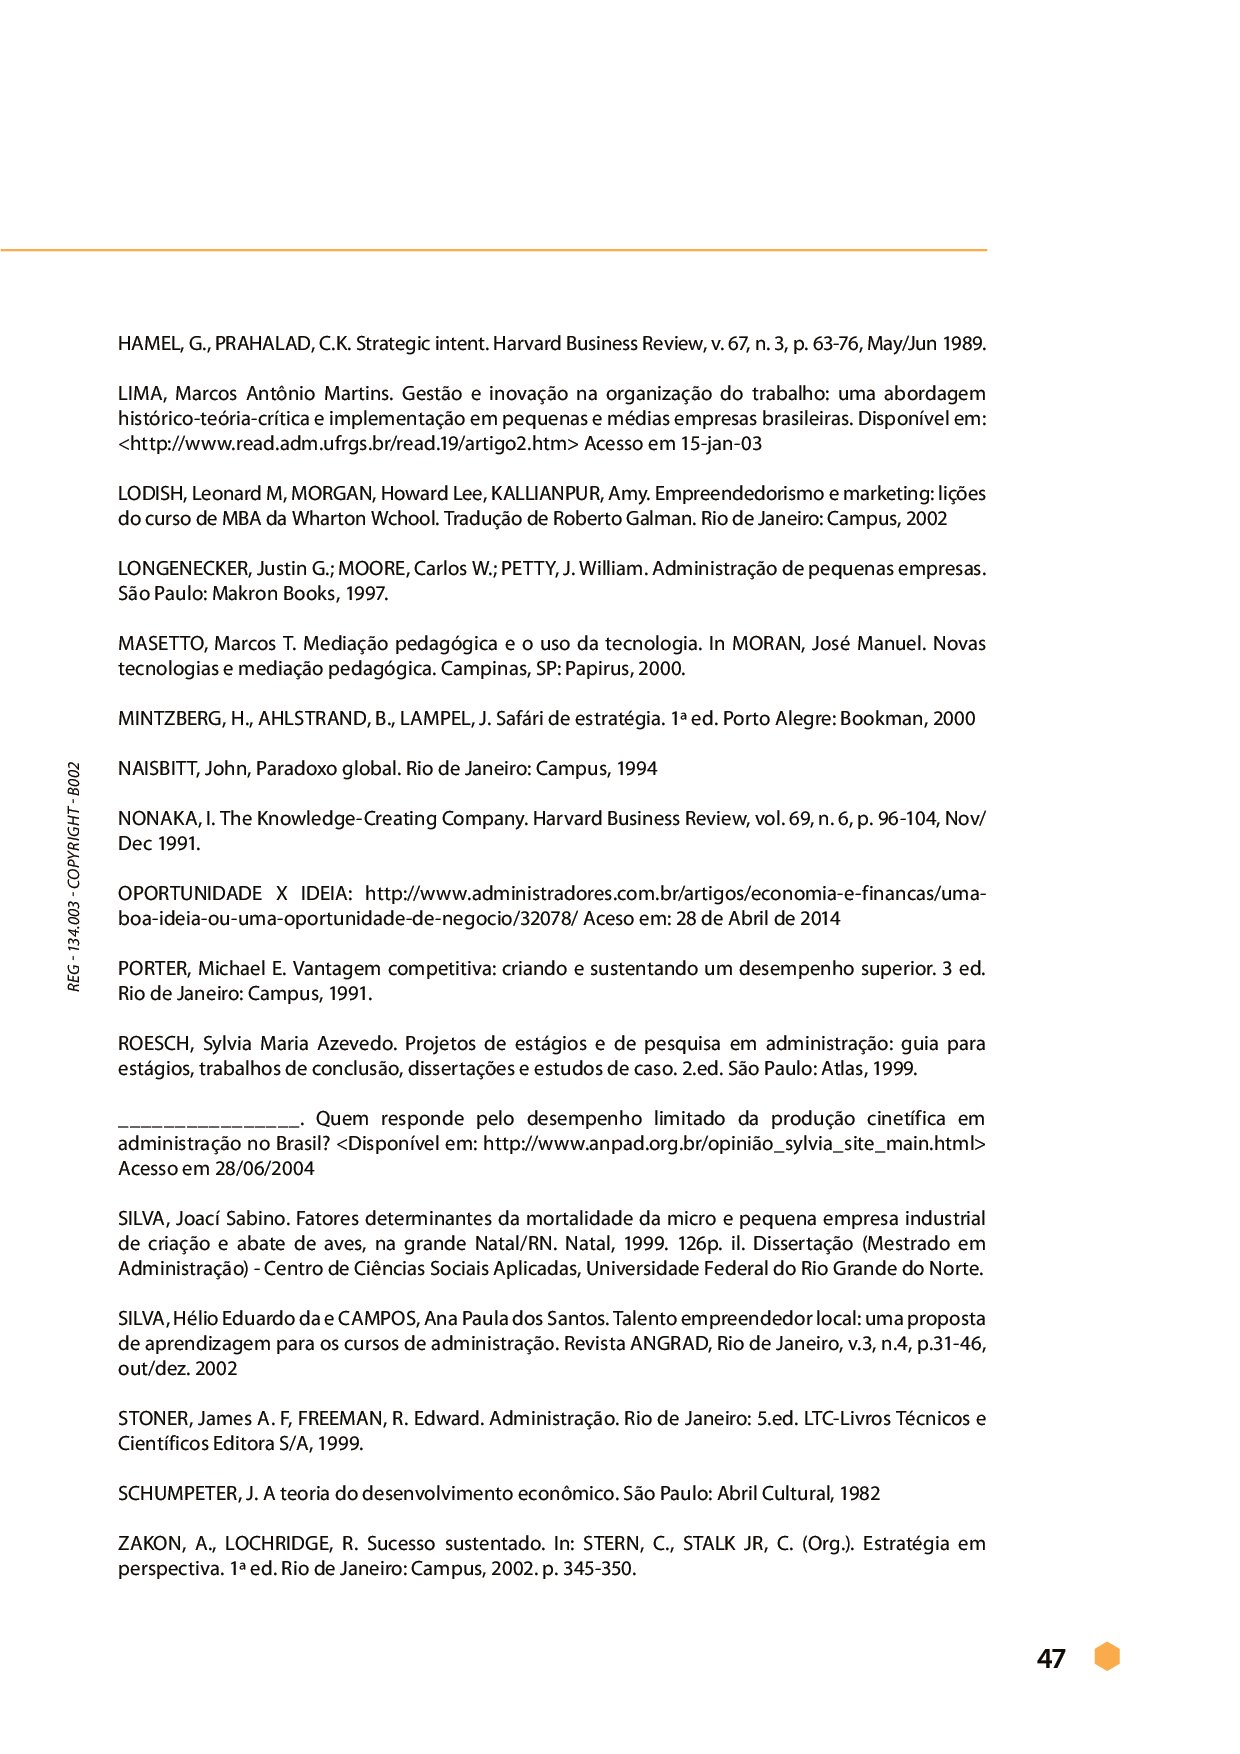 HAMEL, G., PRAHALAD, C.K. Strategic intent. Harvard Business Review, v. 67, n. 3, p. 63-76, May/Jun 1989.
LIMA, Marcos Antônio Martins. Gestão e inovação na organização do trabalho: uma abordagem
histórico-teória-crítica e implementação em pequenas e médias empresas brasileiras. Disponível em:
<http://www.read.adm.ufrgs.br/read.19/artigo2.htm> Acesso em 15-jan-03
LODISH, Leonard M, MORGAN, Howard Lee, KALLIANPUR, Amy. Empreendedorismo e marketing: lições
do curso de MBA da Wharton Wchool. Tradução de Roberto Galman. Rio de Janeiro: Campus, 2002
LONGENECKER, Justin G.; MOORE, Carlos W.; PETTY, J. William. Administração de pequenas empresas.
São Paulo: Makron Books, 1997.
MASETTO, Marcos T. Mediação pedagógica e o uso da tecnologia. In MORAN, José Manuel. Novas
tecnologias e mediação pedagógica. Campinas, SP: Papirus, 2000.
MINTZBERG, H., AHLSTRAND, B., LAMPEL, J. Safári de estratégia. 1ª ed. Porto Alegre: Bookman, 2000
NAISBITT, John, Paradoxo global. Rio de Janeiro: Campus, 1994
NONAKA, I. The Knowledge-Creating Company. Harvard Business Review, vol. 69, n. 6, p. 96-104, Nov/
Dec 1991.
OPORTUNIDADE X IDEIA: http://www.administradores.com.br/artigos/economia-e-financas/uma-
boa-ideia-ou-uma-oportunidade-de-negocio/32078/ Aceso em: 28 de Abril de 2014
PORTER, Michael E. Vantagem competitiva: criando e sustentando um desempenho superior. 3 ed.
Rio de Janeiro: Campus, 1991.
ROESCH, Sylvia Maria Azevedo. Projetos de estágios e de pesquisa em administração: guia para
estágios, trabalhos de conclusão, dissertações e estudos de caso. 2.ed. São Paulo: Atlas, 1999.
________________. Quem responde pelo desempenho limitado da produção cinetífica em
administração no Brasil? <Disponível em: http://www.anpad.org.br/opinião_sylvia_site_main.html>
Acesso em 28/06/2004
SILVA, Joací Sabino. Fatores determinantes da mortalidade da micro e pequena empresa industrial
de criação e abate de aves, na grande Natal/RN. Natal, 1999. 126p. il. Dissertação (Mestrado em
Administração) - Centro de Ciências Sociais Aplicadas, Universidade Federal do Rio Grande do Norte.
SILVA, Hélio Eduardo da e CAMPOS, Ana Paula dos Santos. Talento empreendedor local: uma proposta
de aprendizagem para os cursos de administração. Revista ANGRAD, Rio de Janeiro, v.3, n.4, p.31-46,
out/dez. 2002
STONER, James A. F, FREEMAN, R. Edward. Administração. Rio de Janeiro: 5.ed. LTC-Livros Técnicos e
Científicos Editora S/A, 1999.
SCHUMPETER, J. A teoria do desenvolvimento econômico. São Paulo: Abril Cultural, 1982
ZAKON, A., LOCHRIDGE, R. Sucesso sustentado. In: STERN, C., STALK JR, C. (Org.). Estratégia em
perspectiva. 1ª ed. Rio de Janeiro: Campus, 2002. p. 345-350.
REG - 134.003 - COPYRIGHT - B002
47